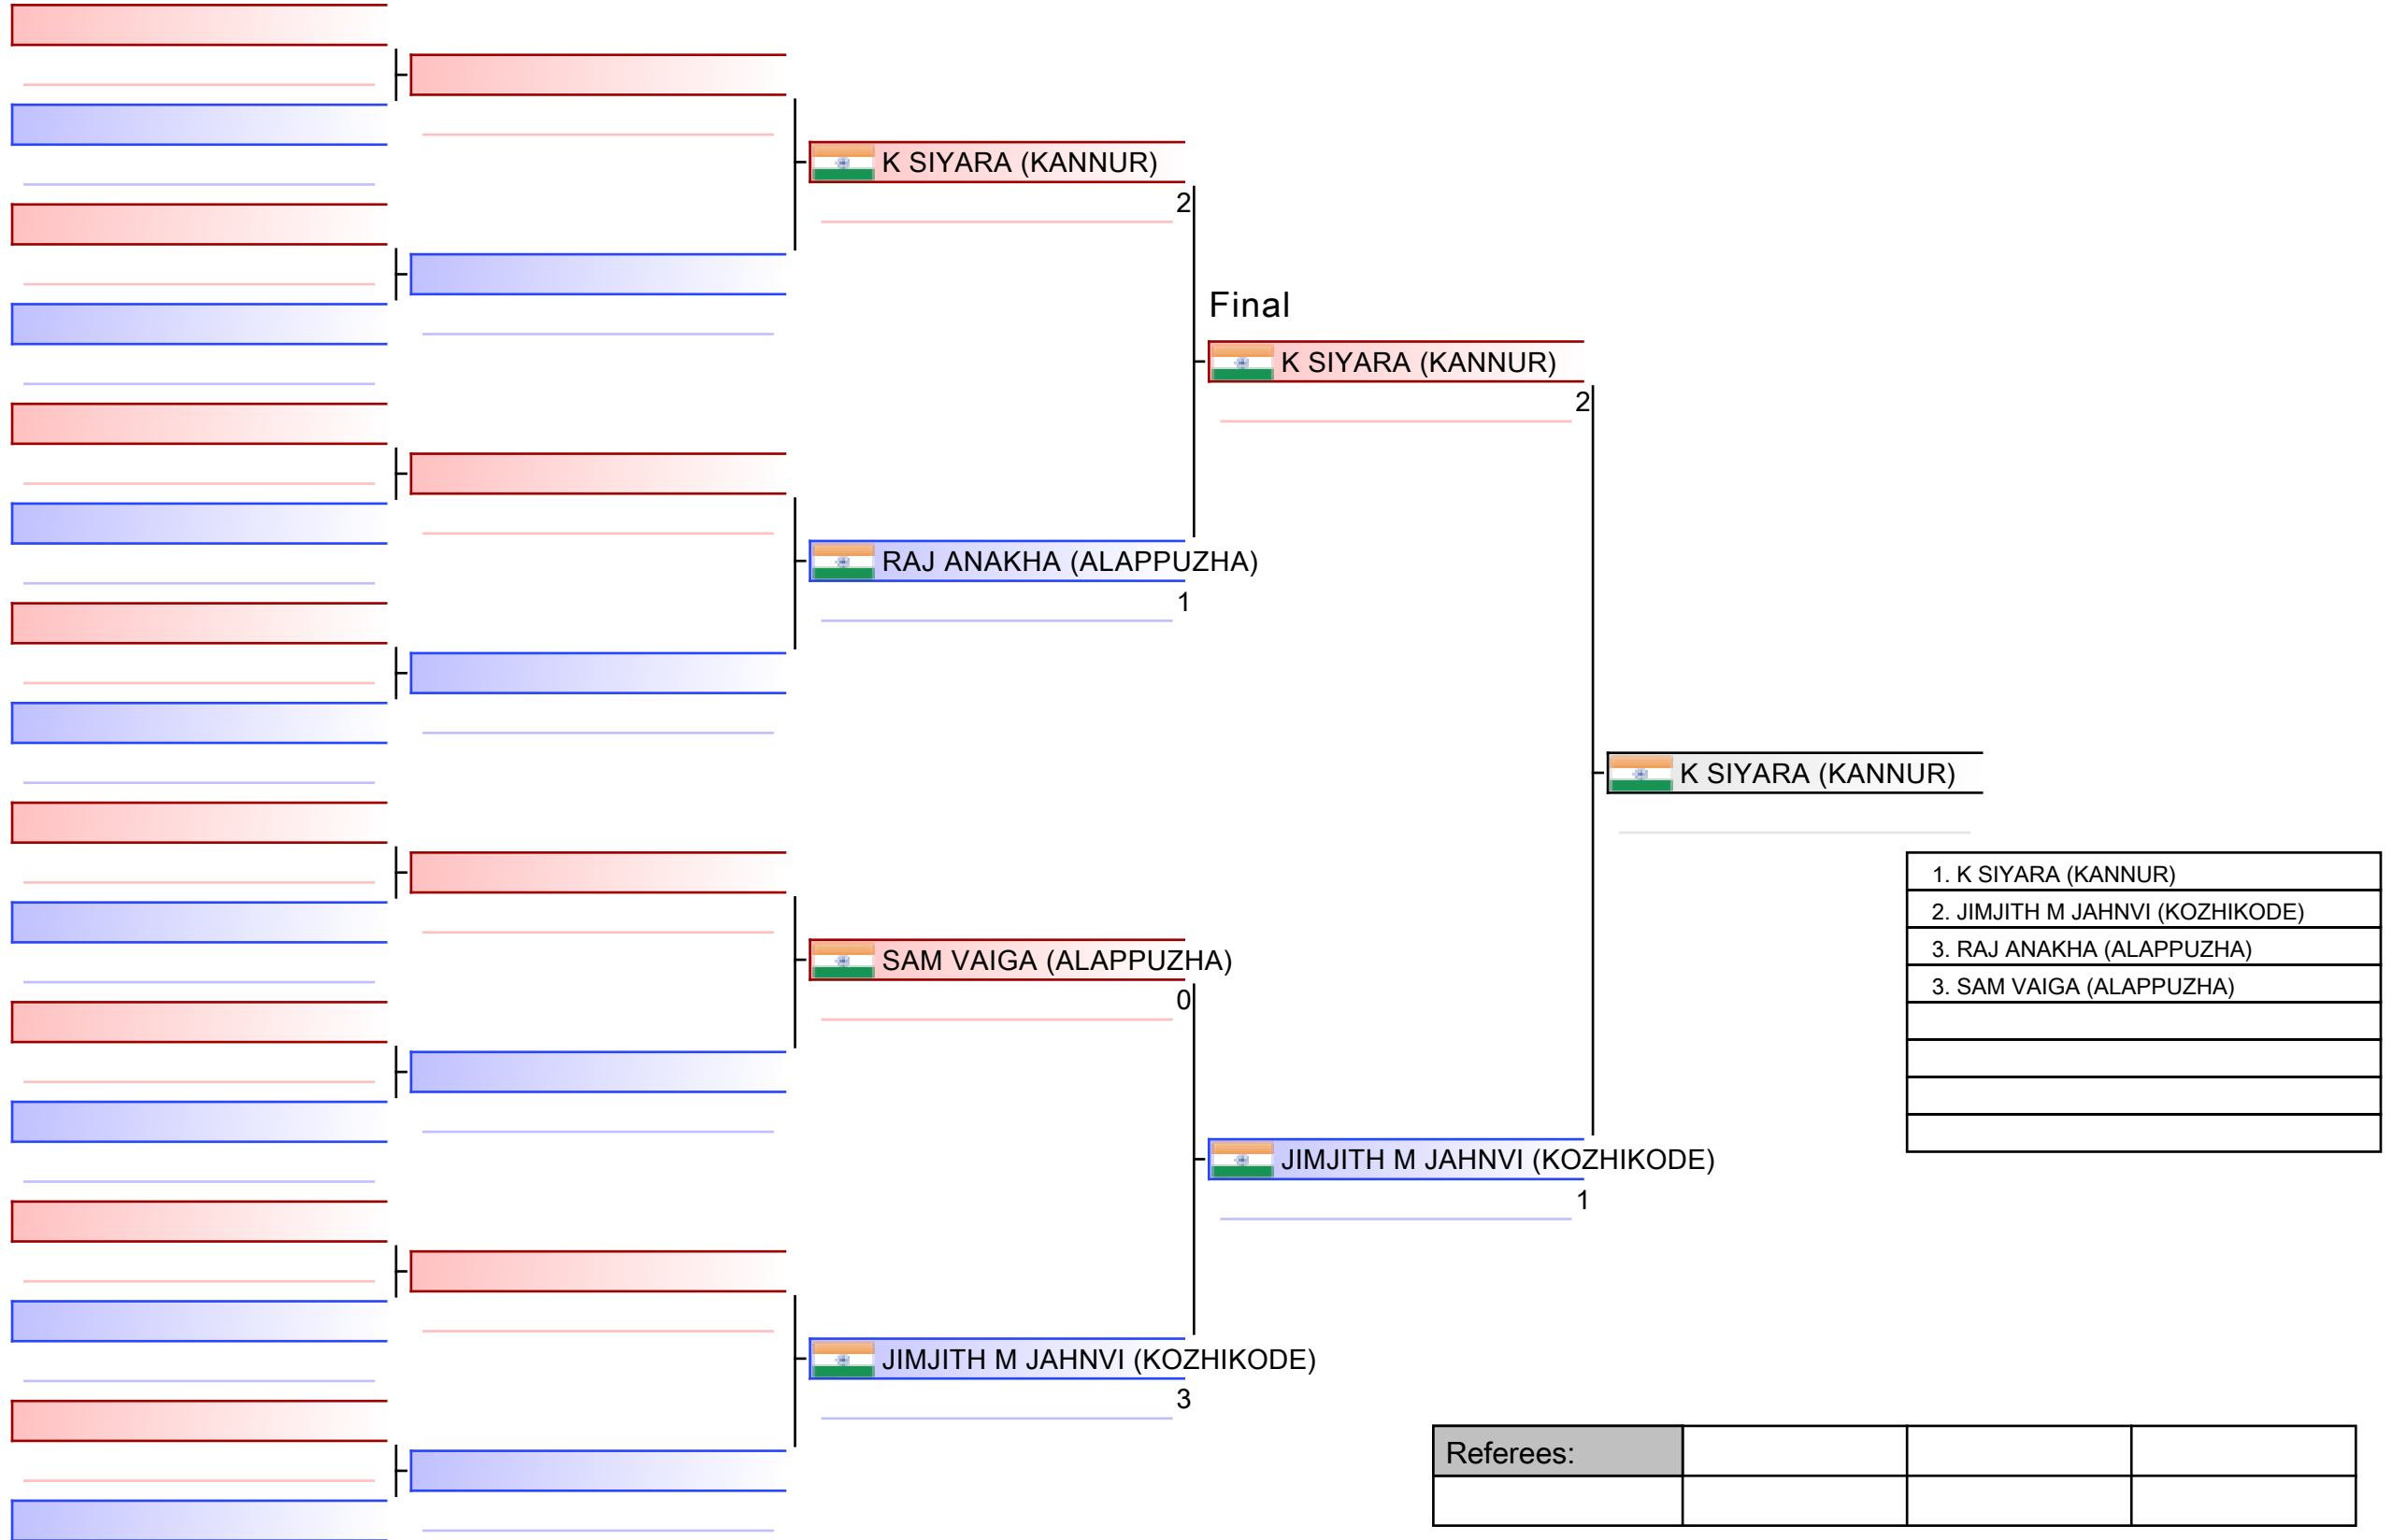 K SIYARA (KANNUR)
2
Final
K SIYARA (KANNUR)
2
RAJ ANAKHA (ALAPPUZHA)
1
K SIYARA (KANNUR)
1. K SIYARA (KANNUR)
2. JIMJITH M JAHNVI (KOZHIKODE)
3. RAJ ANAKHA (ALAPPUZHA)
3. SAM VAIGA (ALAPPUZHA)
SAM VAIGA (ALAPPUZHA)
0
JIMJITH M JAHNVI (KOZHIKODE)
1
JIMJITH M JAHNVI (KOZHIKODE)
3
Referees: